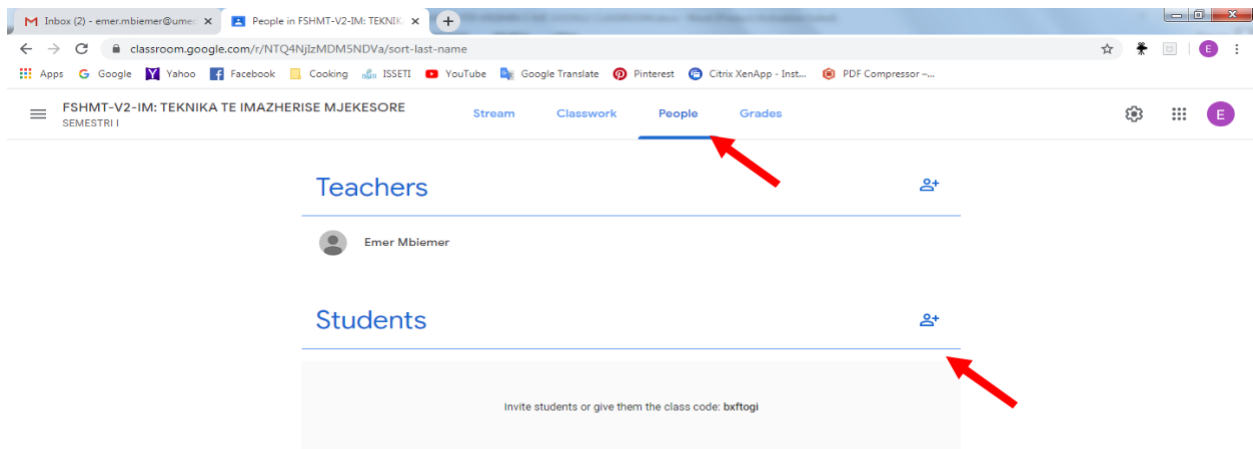 Inbox (2) - emer.mbiemer@umed
People in FSHMT-V2-IM: TEKNIK
classroom.google.com/r/NTQ4NjIzMDM5NDVa/sort-last-name
E
Apps Google Yahoo Facebook Cooking ISSETI YouTube Google Translate Pinterest Citrix XenApp - Inst... PDF Compressor –...
FSHMT-V2-IM: TEKNIKA TE IMAZHERISE MJEKESORE
SEMESTRI I
Stream Classwork People Grades
E
Teachers
Emer Mbiemer
Students
Invite students or give them the class code: bxftogi